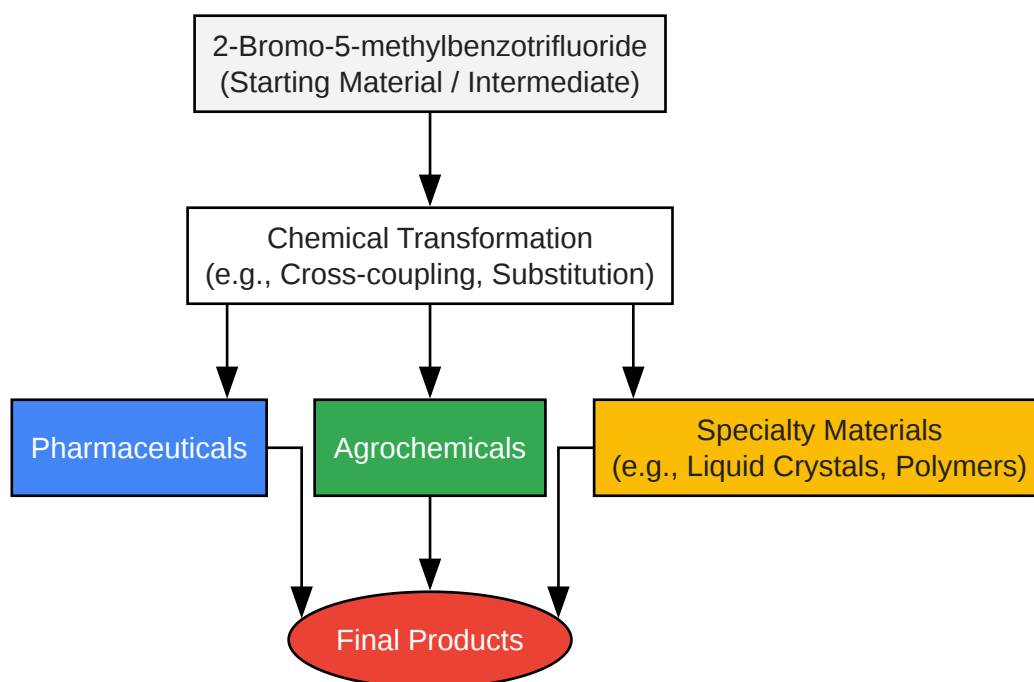 2-Bromo-5-methylbenzotrifluoride
(Starting Material / Intermediate)
Chemical Transformation
(e.g., Cross-coupling, Substitution)
Pharmaceuticals
Agrochemicals
Specialty Materials
(e.g., Liquid Crystals, Polymers)
Final Products